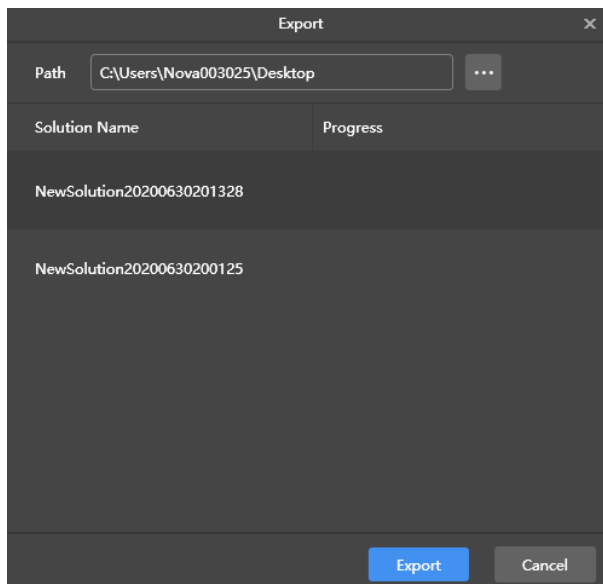 Export
Path C:\Users\Nova003025\Desktop ...
Solution Name Progress
NewSolution20200630201328
NewSolution20200630200125
Export Cancel